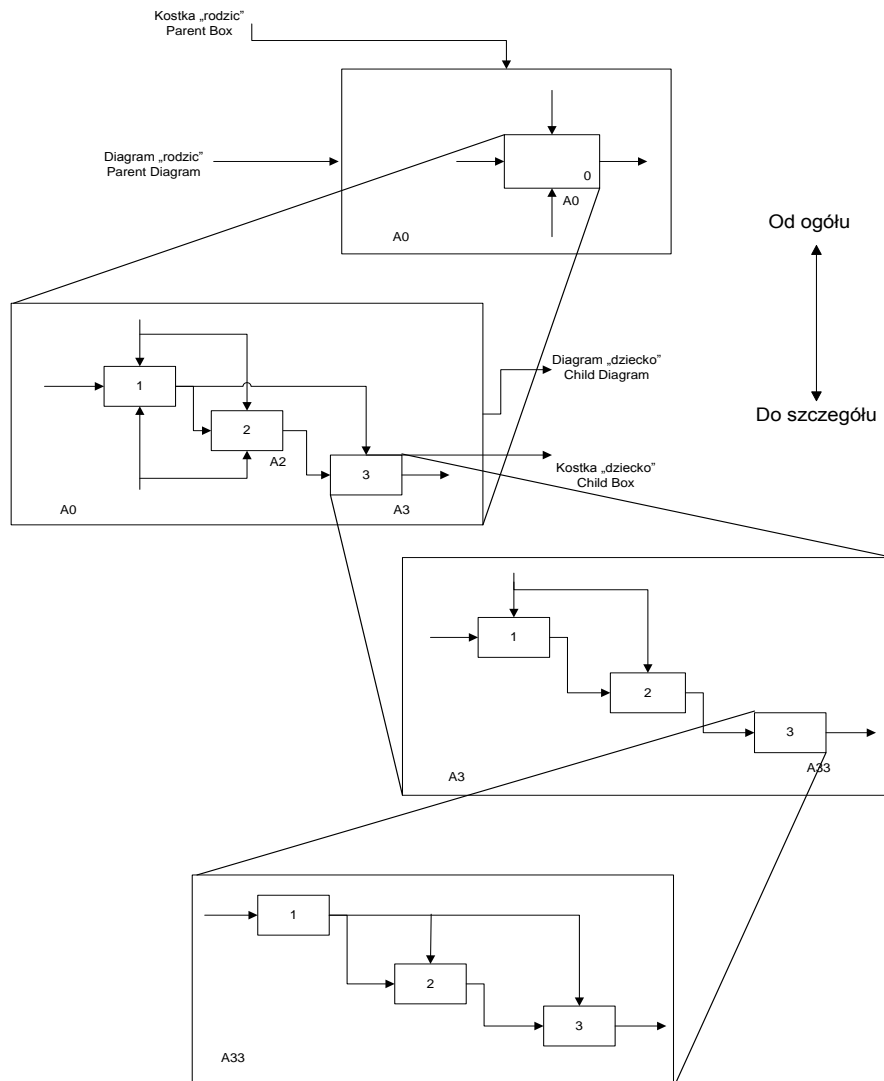 Kostka „rodzic”
Parent Box
Diagram „rodzic”
Parent Diagram
0
A0
A0
Od ogółu
Do szczegółu
1
2
A2
3
A0
A3
Diagram „dziecko”
Child Diagram
Kostka „dziecko”
Child Box
1
2
3
A3
A33
1
2
3
A33